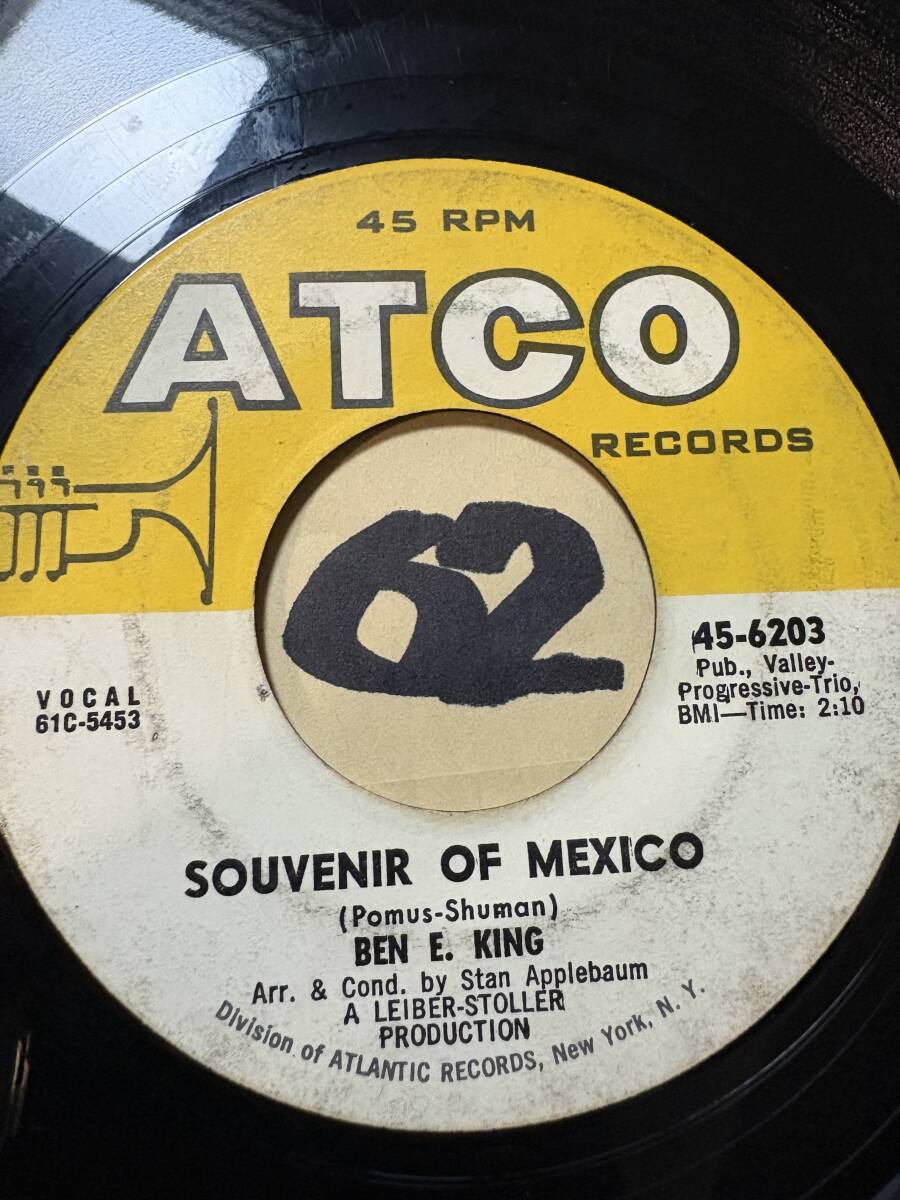 45 RPM
ATCO
RECORDS
62
45-6203
Pub., Valley-
Progressive-Trio,
BMI—Time: 2:10
VOCAL
61C-5453
SOUVENIR OF MEXICO
(Pomus-Shuman)
BEN E. KING
Arr. & Cond. by Stan Applebaum
A LEIBER-STOLLER
PRODUCTION
Division of ATLANTIC RECORDS, New York, N. Y.